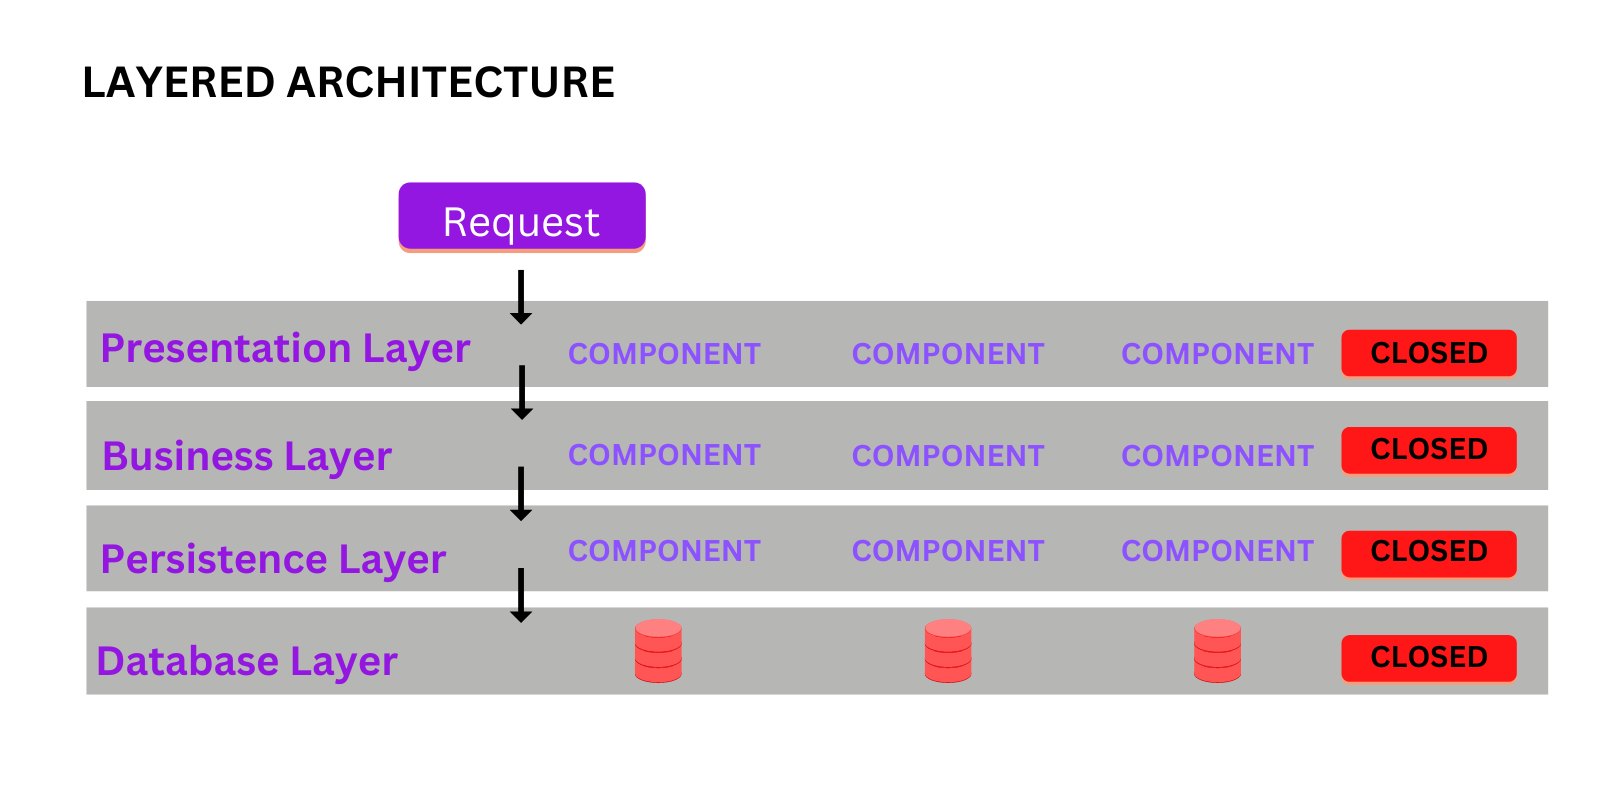 LAYERED ARCHITECTURE
Request
Presentation Layer COMPONENT COMPONENT COMPONENT CLOSED
Business Layer COMPONENT COMPONENT COMPONENT CLOSED
Persistence Layer COMPONENT COMPONENT COMPONENT CLOSED
Database Layer CLOSED